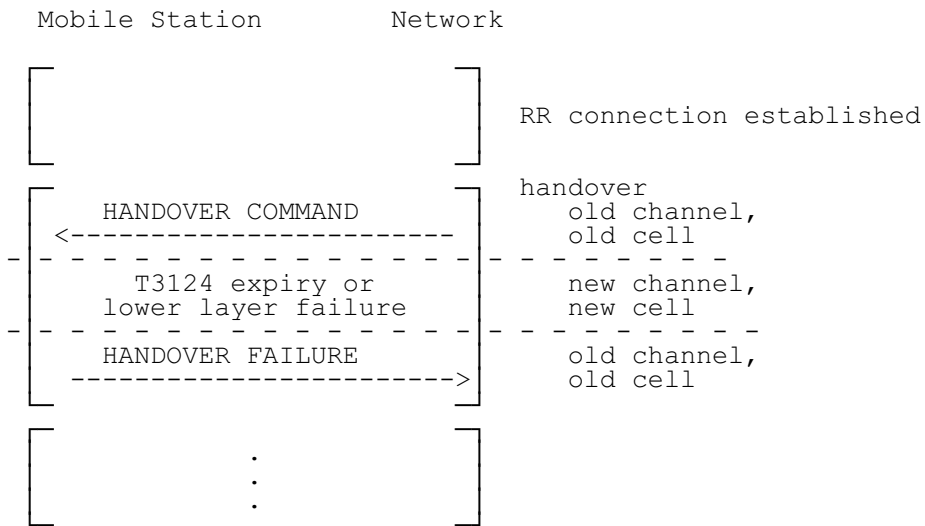 Mobile Station Network
RR connection established
handover
HANDOVER COMMAND old channel,
<------------------------ old cell
T3124 expiry or new channel,
lower layer failure new cell
HANDOVER FAILURE old channel,
------------------------> old cell
.
.
.